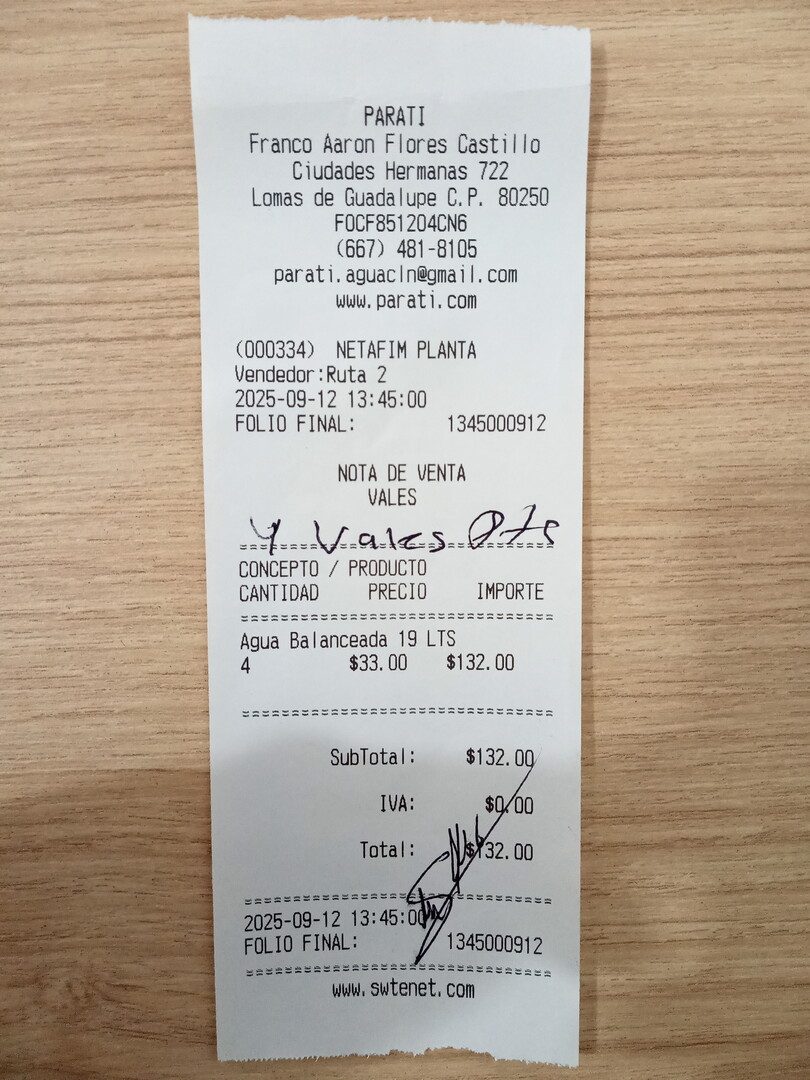 PARATI
Franco Aaron Flores Castillo
Ciudades Hermanas 722
Lomas de Guadalupe C.P. 80250
FOCF851204CN6
(667) 481-8105
parati.aguacln@gmail.com
www.parati.com
(000334) NETAFIM PLANTA
Vendedor:Ruta 2
2025-09-12 13:45:00
FOLIO FINAL: 1345000912
NOTA DE VENTA
VALES
4 Vales
CONCEPTO / PRODUCTO
CANTIDAD PRECIO IMPORTE
Agua Balanceada 19 LTS
4 $33.00 $132.00
SubTotal: $132.00
IVA: $0.00
Total: $132.00
2025-09-12 13:45:00
FOLIO FINAL: 1345000912
www.swtenet.com